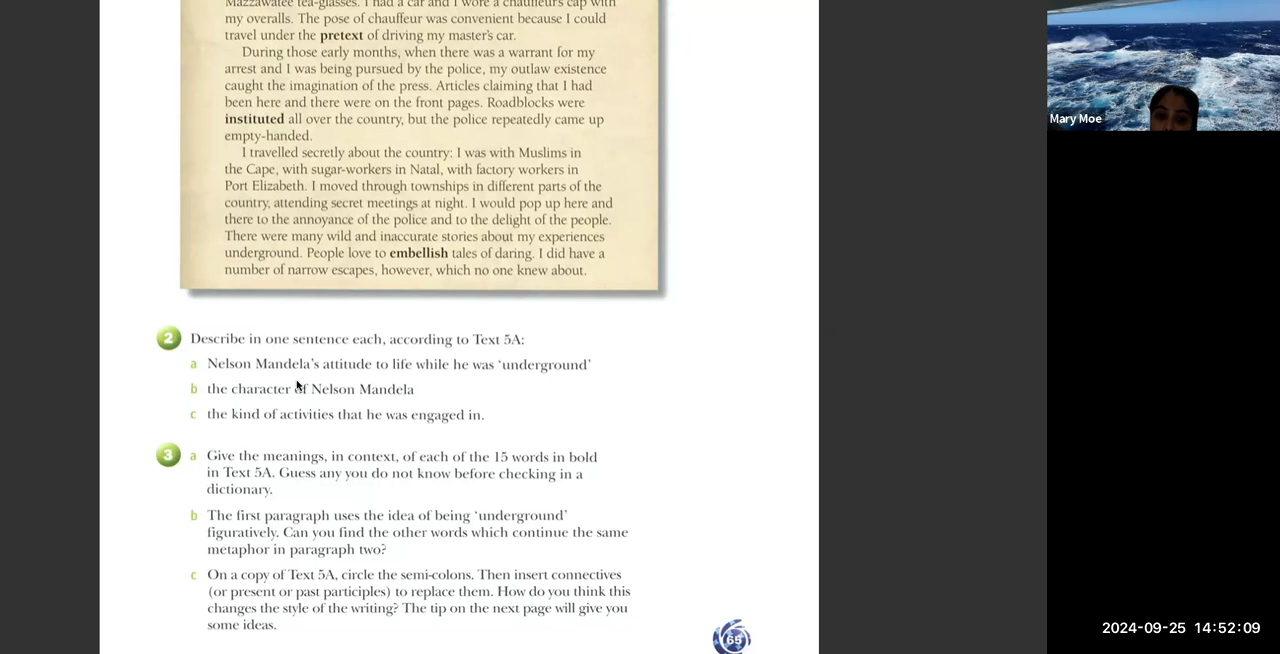 Mazzawatee tea-glasses. I had a car and I wore a chauffeur's cap with
my overalls. The pose of chauffeur was convenient because I could
travel under the pretext of driving my master's car.
During those early months, when there was a warrant for my
arrest and I was being pursued by the police, my outlaw existence
caught the imagination of the press. Articles claiming that I had
been here and there were on the front pages. Roadblocks were
instituted all over the country, but the police repeatedly came up
empty-handed.
I travelled secretly about the country; I was with Muslims in
the Cape, with sugar-workers in Natal, with factory workers in
Port Elizabeth. I moved through townships in different parts of the
country, attending secret meetings at night. I would pop up here and
there to the annoyance of the police and to the delight of the people.
There were many wild and inaccurate stories about my experiences
underground. People love to embellish tales of daring. I did have a
number of narrow escapes, however, which no one knew about.
2 Describe in one sentence each, according to Text 5A:
a Nelson Mandela's attitude to life while he was 'underground'
b the character of Nelson Mandela
c the kind of activities that he was engaged in.
3 a Give the meanings, in context, of each of the 15 words in bold
in Text 5A. Guess any you do not know before checking in a
dictionary.
b The first paragraph uses the idea of being 'underground'
figuratively. Can you find the other words which continue the same
metaphor in paragraph two?
c On a copy of Text 5A, circle the semi-colons. Then insert connectives
(or present or past participles) to replace them. How do you think this
changes the style of the writing? The tip on the next page will give you
some ideas.
65
Mary Moe
2024-09-25 14:52:09